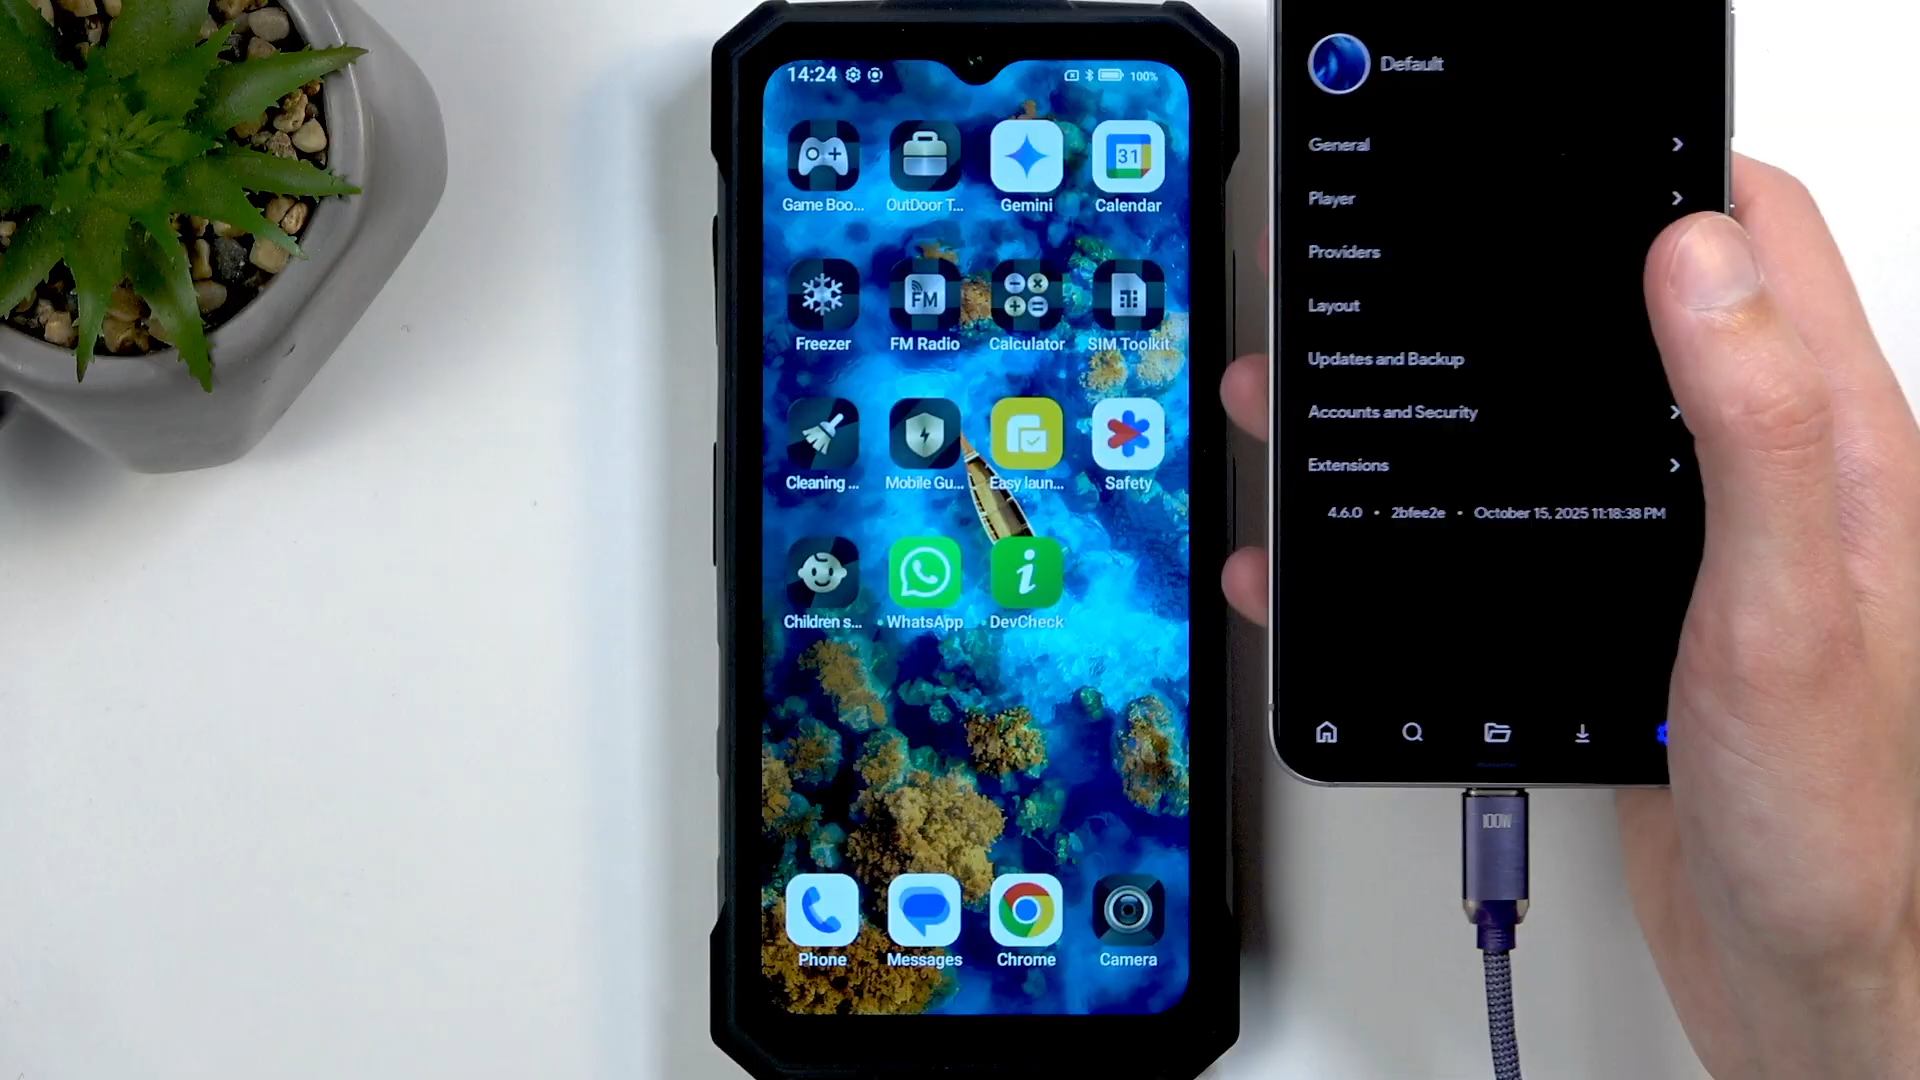 14:24
100%
Game Boo...
OutDoor T...
31
Gemini
Calendar
FM
Freezer
FM Radio
Calculator
SIM Toolkit
Cleaning ...
Mobile Gu...
Easy laun...
Safety
Children s...
WhatsApp
DevCheck
Phone
Messages
Chrome
Camera
Default
General
Player
Providers
Layout
Updates and Backup
Accounts and Security
Extensions
4.6.0 • 2bfee2e • October 15, 2025 11:18:38 PM
100W